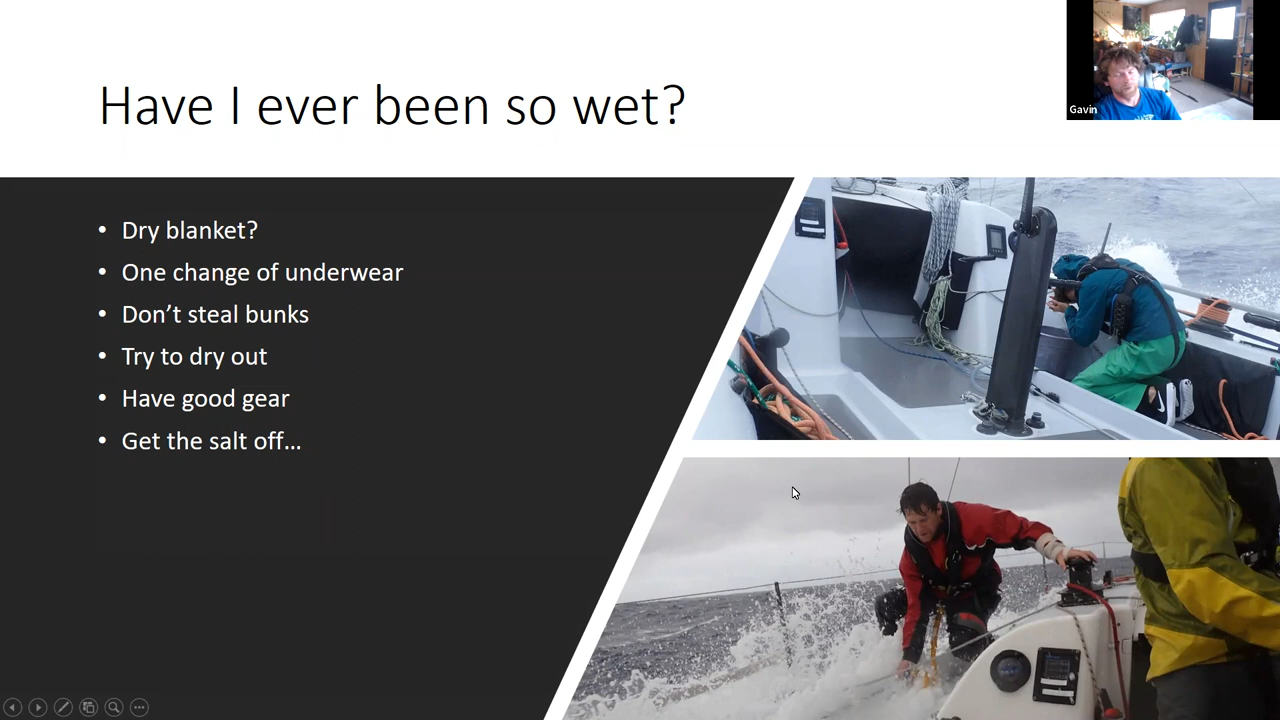 Have I ever been so wet?
Gavin
• Dry blanket?
• One change of underwear
• Don’t steal bunks
• Try to dry out
• Have good gear
• Get the salt off…